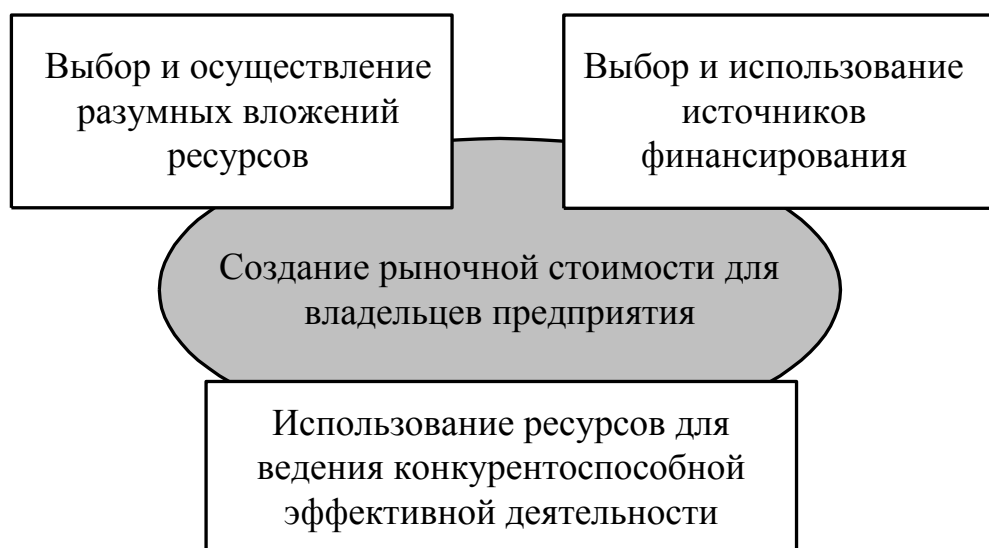 Выбор и осуществление
разумных вложений
ресурсов
Выбор и использование
источников
финансирования
Создание рыночной стоимости для
владельцев предприятия
Использование ресурсов для
ведения конкурентоспособной
эффективной деятельности